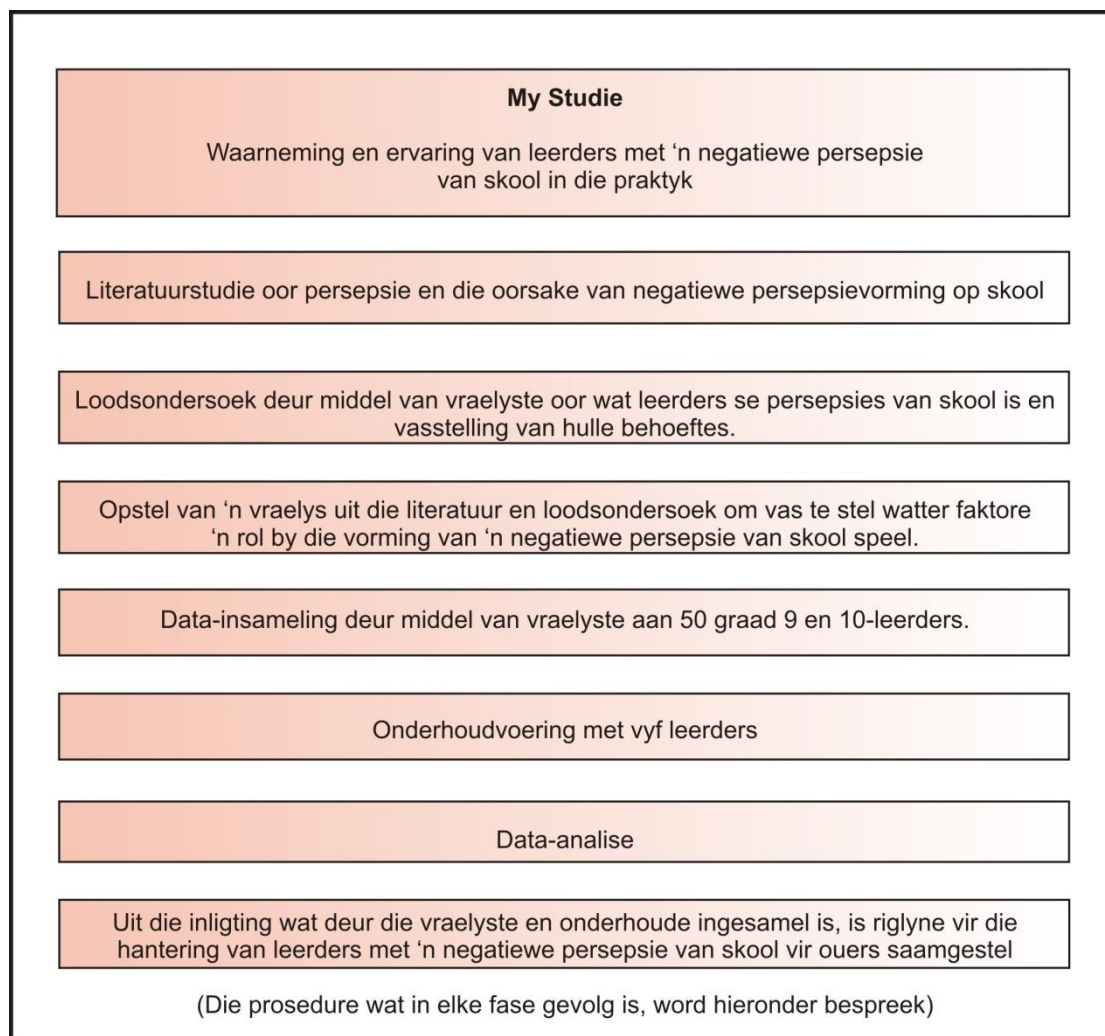 My Studie
Waarneming en ervaring van leerders met ‘n negatiewe persepsie
van skool in die praktyk
Literatuurstudie oor persepsie en die oorsake van negatiewe persepsievorming op skool
Loodsondersoek deur middel van vraelyste oor wat leerders se persepsies van skool is en
vasstelling van hulle behoeftes.
Opstel van ‘n vraelys uit die literatuur en loodsondersoek om vas te stel watter faktore
‘n rol by die vorming van ‘n negatiewe persepsie van skool speel.
Data-insameling deur middel van vraelyste aan 50 graad 9 en 10-leerders.
Onderhoudvoering met vyf leerders
Data-analise
Uit die inligting wat deur die vraelyste en onderhoude ingesamel is, is riglyne vir die
hantering van leerders met ‘n negatiewe persepsie van skool vir ouers saamgestel
(Die prosedure wat in elke fase gevolg is, word hieronder bespreek)